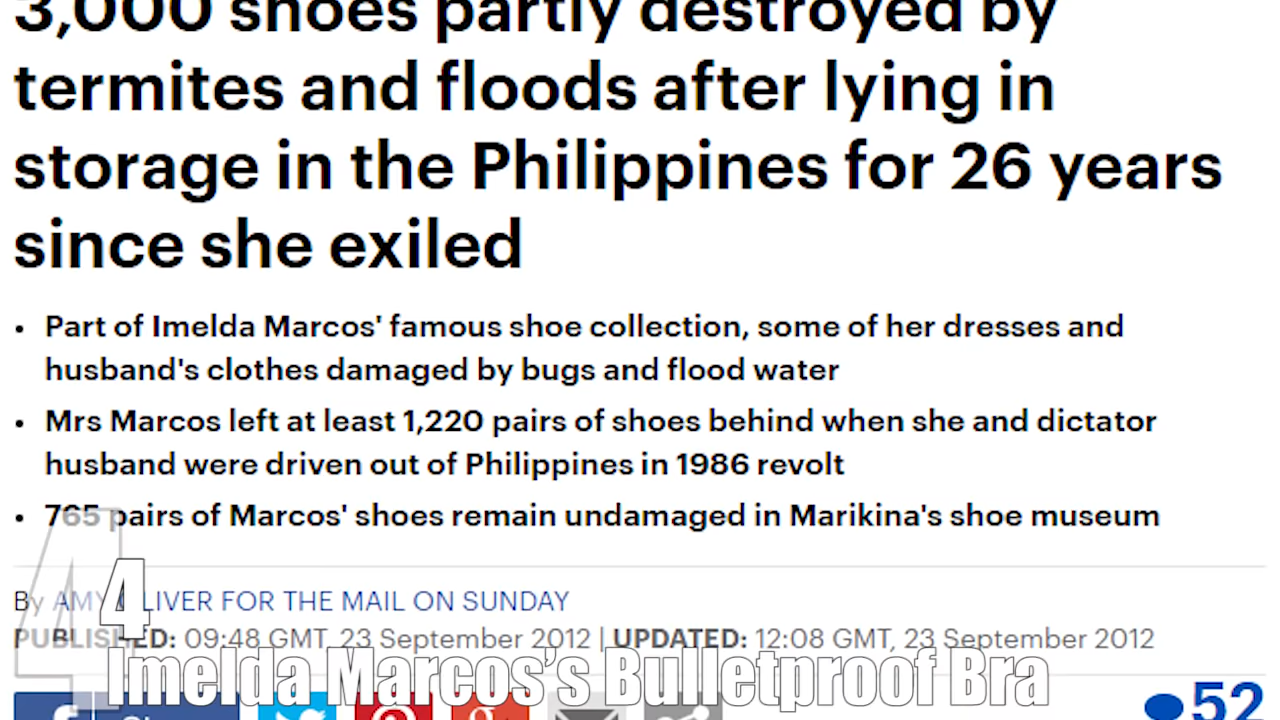 3,000 shoes partly destroyed by
termites and floods after lying in
storage in the Philippines for 26 years
since she exiled
• Part of Imelda Marcos' famous shoe collection, some of her dresses and
husband's clothes damaged by bugs and flood water
• Mrs Marcos left at least 1,220 pairs of shoes behind when she and dictator
husband were driven out of Philippines in 1986 revolt
• 765 pairs of Marcos' shoes remain undamaged in Marikina's shoe museum
4
4
By AMY OLIVER FOR THE MAIL ON SUNDAY
PUBLISHED: 09:48 GMT, 23 September 2012 | UPDATED: 12:08 GMT, 23 September 2012
Imelda Marcos's Bulletproof Bra
52